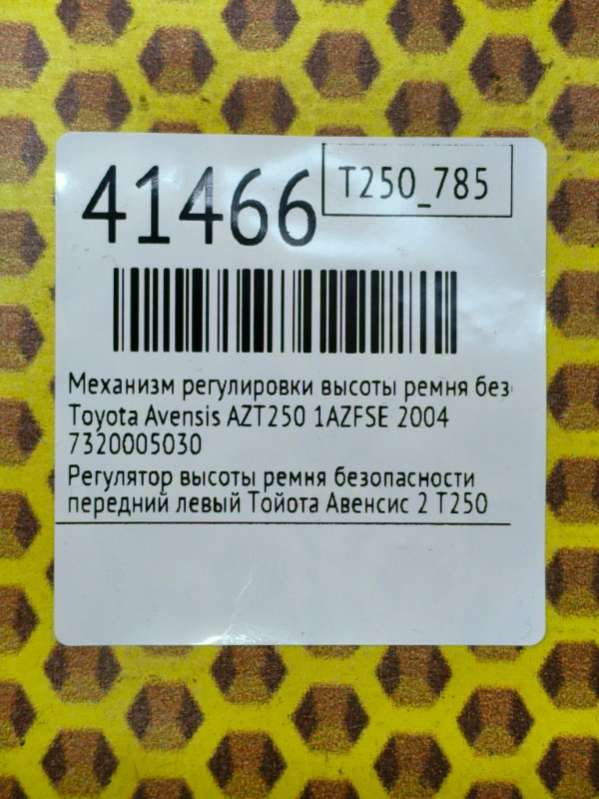 41466
T250_785
Механизм регулировки высоты ремня без
Toyota Avensis AZT250 1AZFSE 2004
7320005030
Регулятор высоты ремня безопасности
передний левый Тойота Авенсис 2 T250